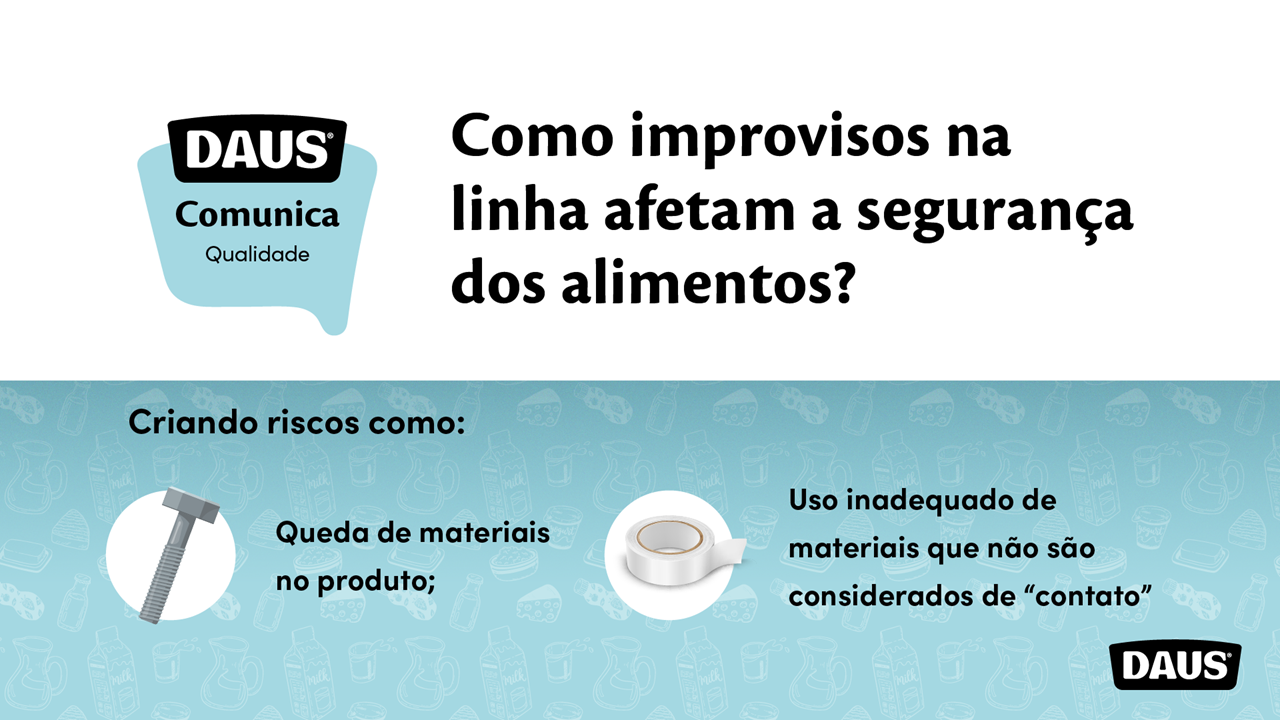 DAUS®
Comunica
Qualidade
Como improvisos na
linha afetam a segurança
dos alimentos?
Criando riscos como:
Queda de materiais
no produto;
Uso inadequado de
materiais que não são
considerados de “contato”
DAUS®